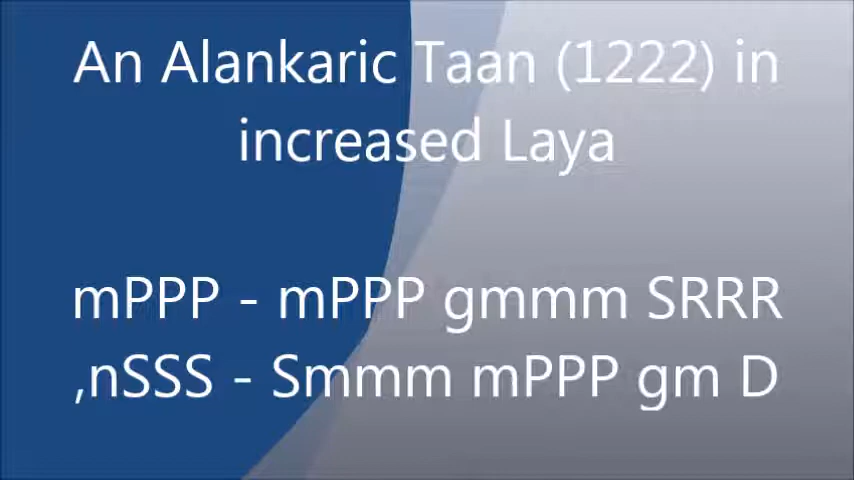 An Alankaric Taan (1222) in
increased Laya
mPPP - mPPP gmmm SRRR
,nSSS - Smmm mPPP gm D